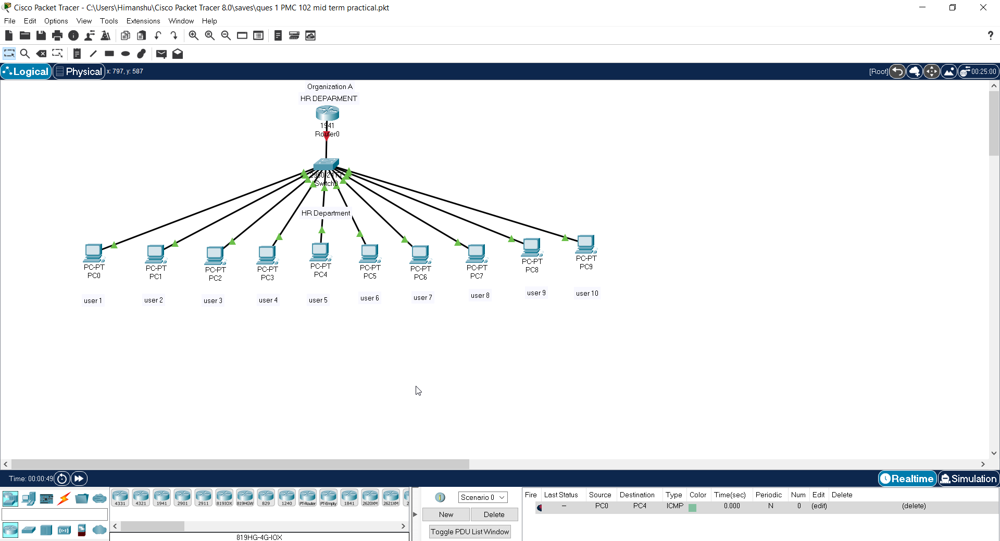 Cisco Packet Tracer - C:\Users\Himanshu\Cisco Packet Tracer 8.0\saves\ques 1 PMC 102 mid term practical.pkt
File Edit Options View Tools Extensions Window Help
?
Logical Physical x: 797, y: 587 [Root] 00:25:00
Organization A
HR DEPARMENT
1941
Router0
Switch0
HR Department
PC-PT PC-PT PC-PT PC-PT PC-PT PC-PT PC-PT PC-PT PC-PT PC-PT
PC0 PC1 PC2 PC3 PC4 PC5 PC6 PC7 PC8 PC9
user 1 user 2 user 3 user 4 user 5 user 6 user 7 user 8 user 9 user 10
Time: 00:00:49 Realtime Simulation
4331 4321 1941 2901 2911 819IOX 819HGW 829 1240 PT-Router PT-Empty 1841 2620XM 2621XM 2
819HG-4G-IOX
Scenario 0
New Delete
Toggle PDU List Window
Fire Last Status Source Destination Type Color Time(sec) Periodic Num Edit Delete
-- PC0 PC4 ICMP 0.000 N 0 (edit) (delete)